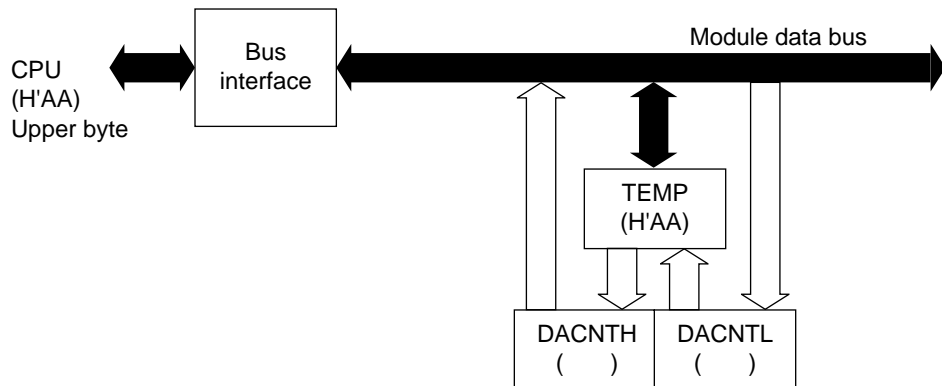 CPU
(H'AA)
Upper byte
Bus
interface
Module data bus
TEMP
(H'AA)
DACNTH
( )
DACNTL
( )